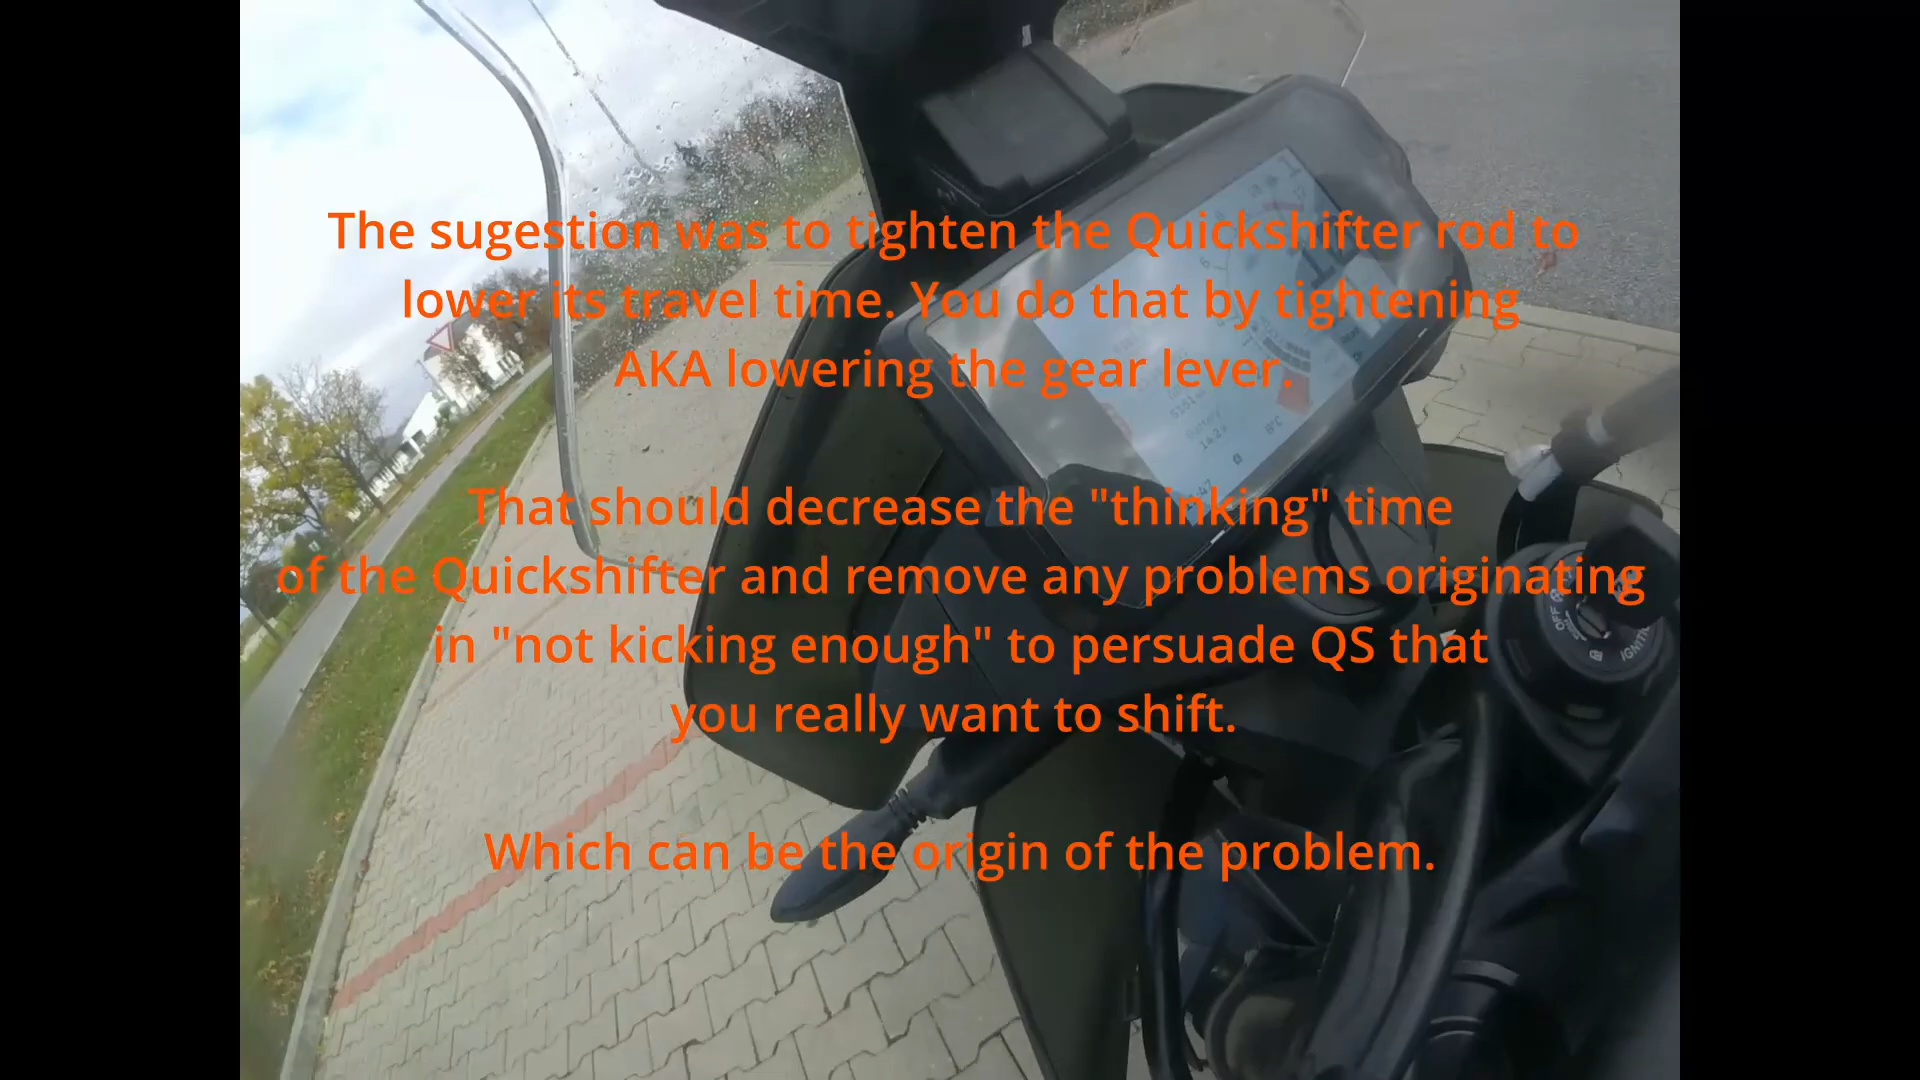 The sugestion was to tighten the Quickshifter rod to
lower its travel time. You do that by tightening
AKA lowering the gear lever.
That should decrease the "thinking" time
of the Quickshifter and remove any problems originating
in "not kicking enough" to persuade QS that
you really want to shift.
Which can be the origin of the problem.
8°C
OFF